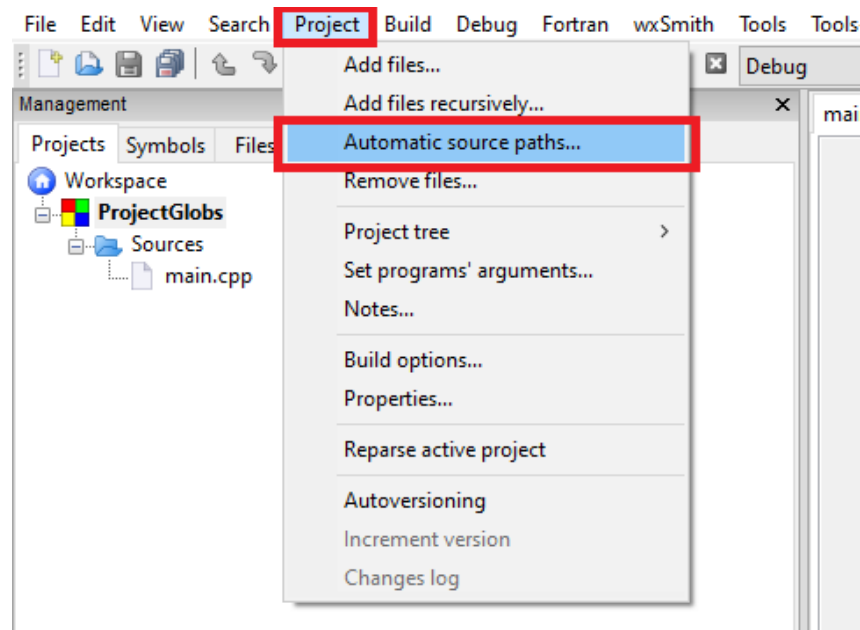 File Edit View Search Project Build Debug Fortran wxSmith Tools Tools
Debug
Management
mai
Projects Symbols Files
Workspace
ProjectGlobs
Sources
main.cpp
Add files...
Add files recursively...
Automatic source paths...
Remove files...
Project tree
Set programs' arguments...
Notes...
Build options...
Properties...
Reparse active project
Autoversioning
Increment version
Changes log